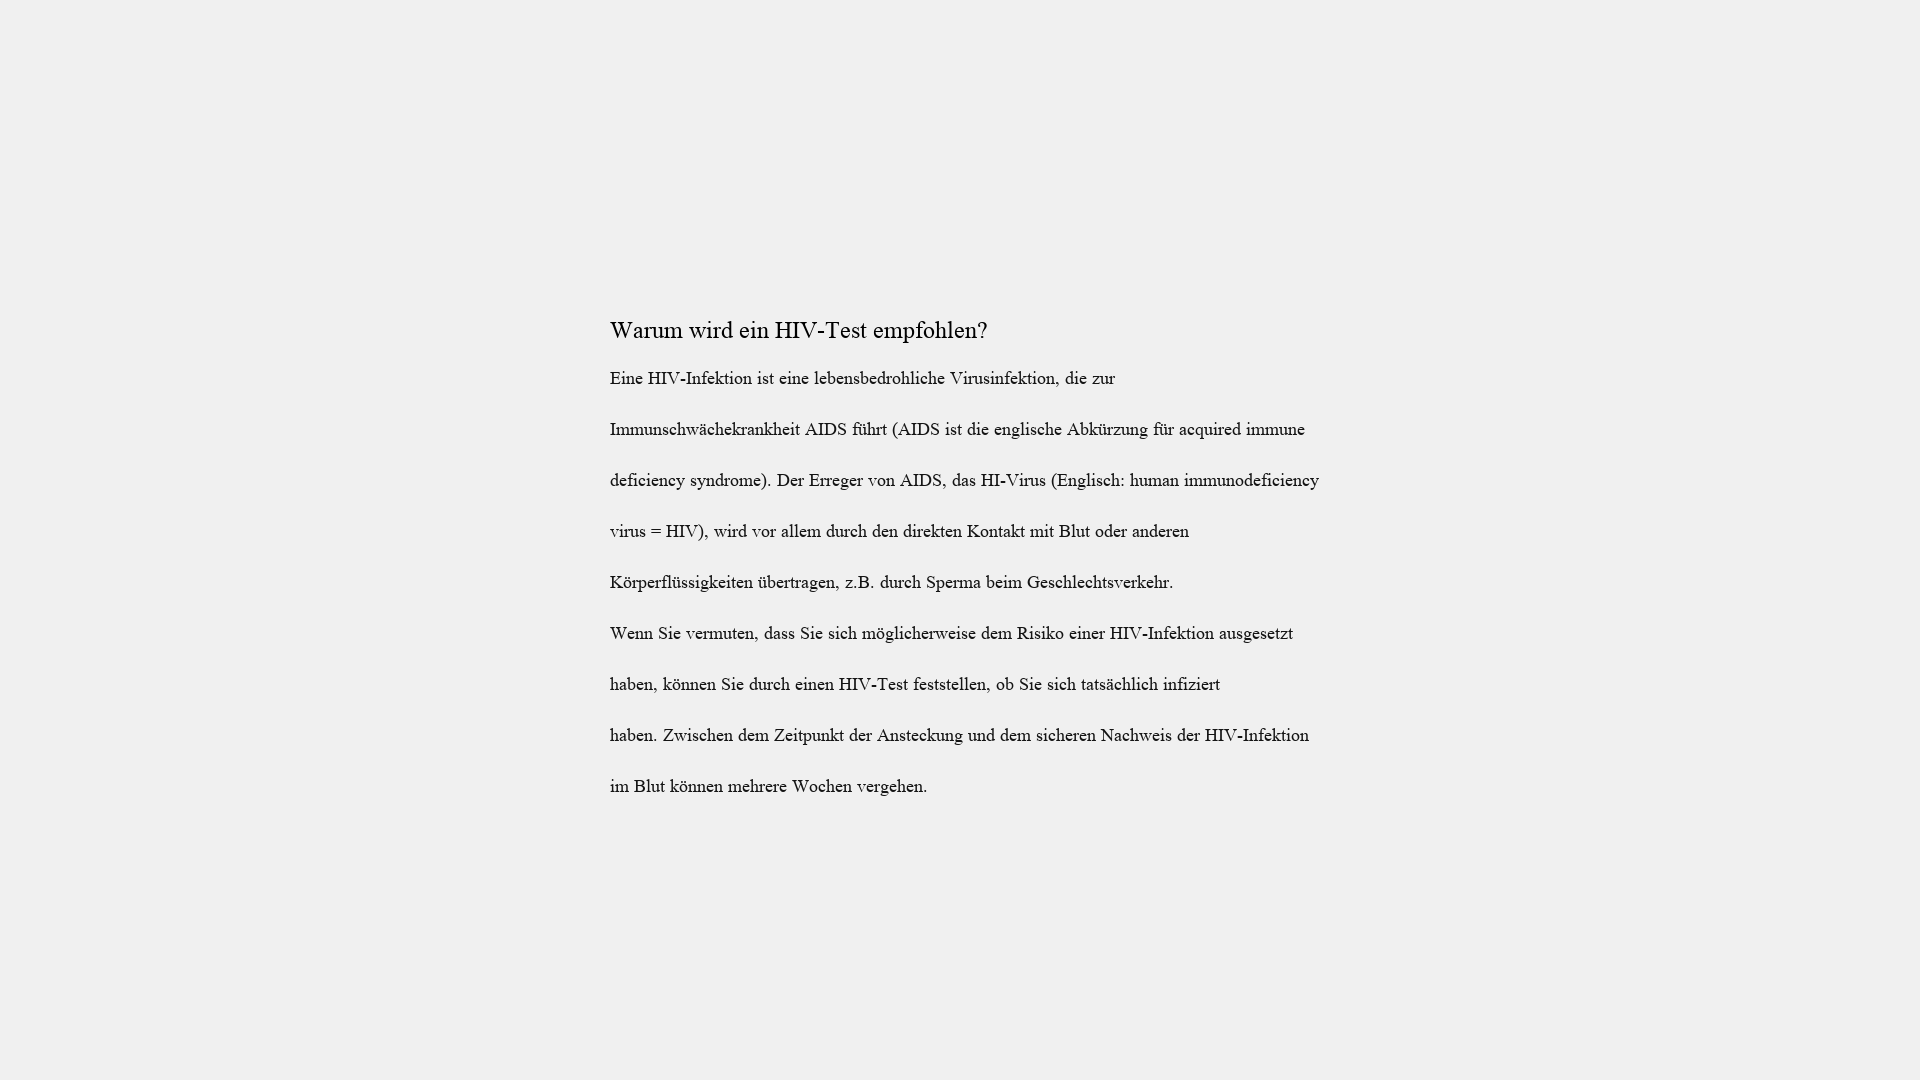 Warum wird ein HIV-Test empfohlen?
Eine HIV-Infektion ist eine lebensbedrohliche Virusinfektion, die zur
Immunschwächekrankheit AIDS führt (AIDS ist die englische Abkürzung für acquired immune
deficiency syndrome). Der Erreger von AIDS, das HI-Virus (Englisch: human immunodeficiency
virus = HIV), wird vor allem durch den direkten Kontakt mit Blut oder anderen
Körperflüssigkeiten übertragen, z.B. durch Sperma beim Geschlechtsverkehr.
Wenn Sie vermuten, dass Sie sich möglicherweise dem Risiko einer HIV-Infektion ausgesetzt
haben, können Sie durch einen HIV-Test feststellen, ob Sie sich tatsächlich infiziert
haben. Zwischen dem Zeitpunkt der Ansteckung und dem sicheren Nachweis der HIV-Infektion
im Blut können mehrere Wochen vergehen.